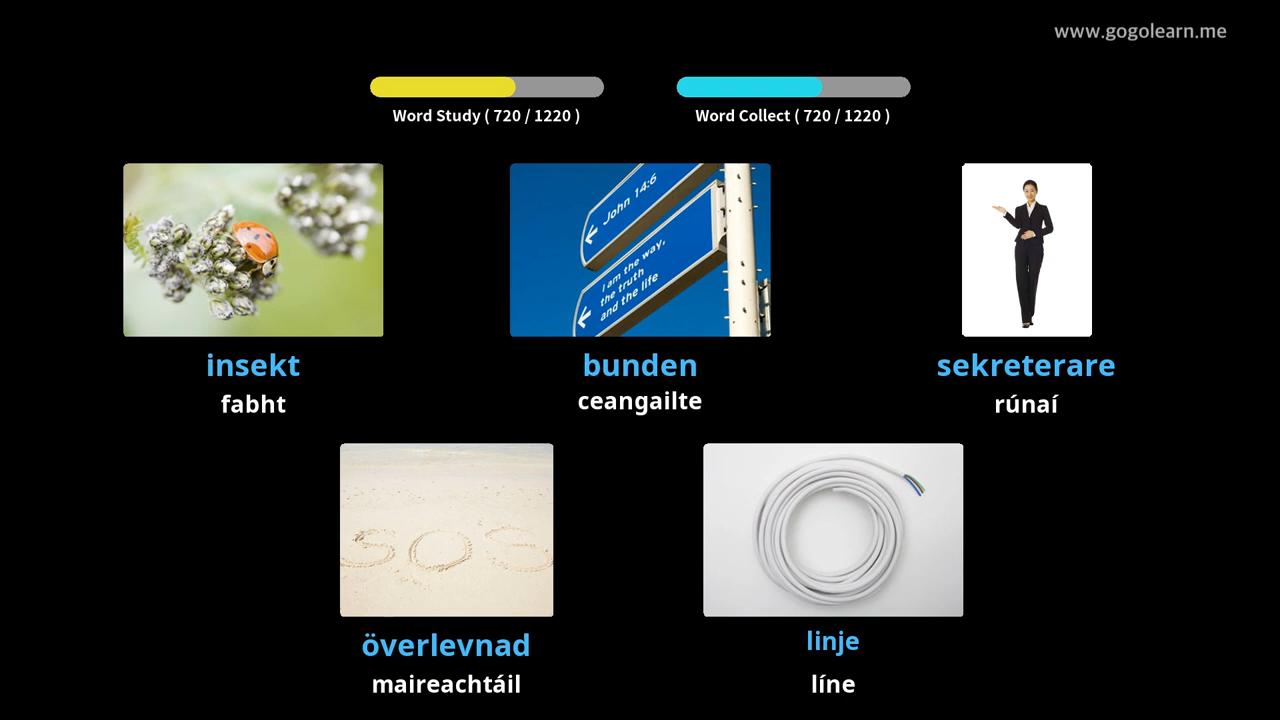 www.gogolearn.me
Word Study ( 720 / 1220 )
Word Collect ( 720 / 1220 )
John 14:6
I am the way,
the truth
and the life
insekt
fabht
bunden
ceangailte
sekreterare
rúnaí
SOS
överlevnad
maireachtáil
linje
líne